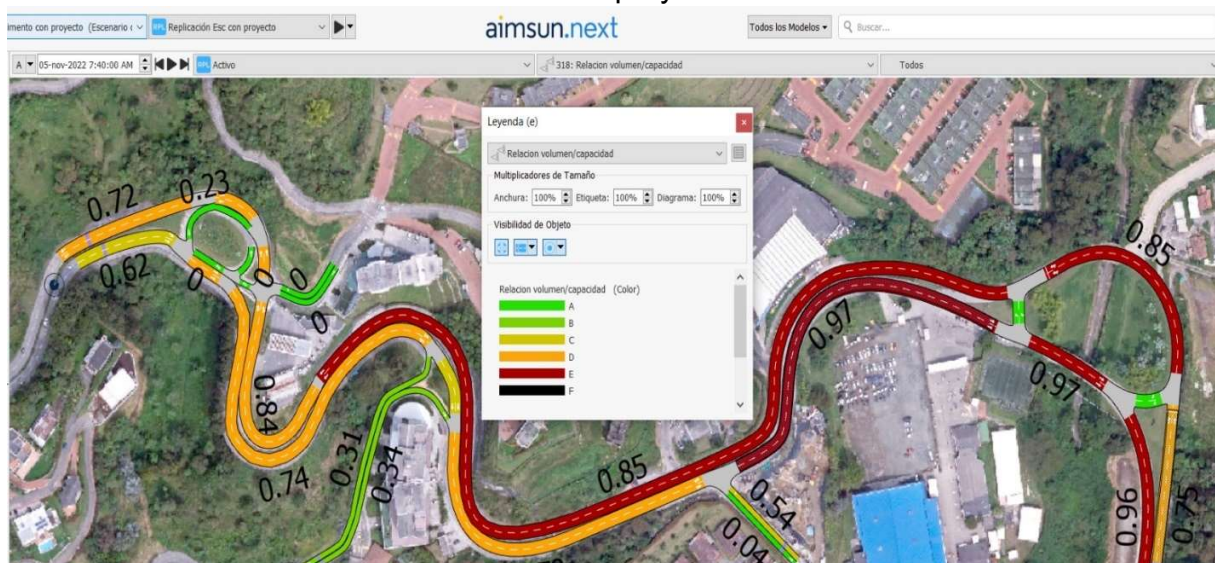 imento con proyecto (Escenario
RPL Replicación Esc con proyecto
aimsun.next
Todos los Modelos
Buscar...
A 05-nov-2022 7:40:00 AM
RPL Activo
318: Relacion volumen/capacidad
Todos
Leyenda (e)
Relacion volumen/capacidad
Multiplicadores de Tamaño
Anchura: 100% Etiqueta: 100% Diagrama: 100%
Visibilidad de Objeto
Relacion volumen/capacidad (Color)
A
B
C
D
E
F
0.72
0.23
0.62
0
0
0
0
0.84
0.74
0.31
0.34
0.85
0.54
0.04
0.97
0.85
0.97
0.96
0.75